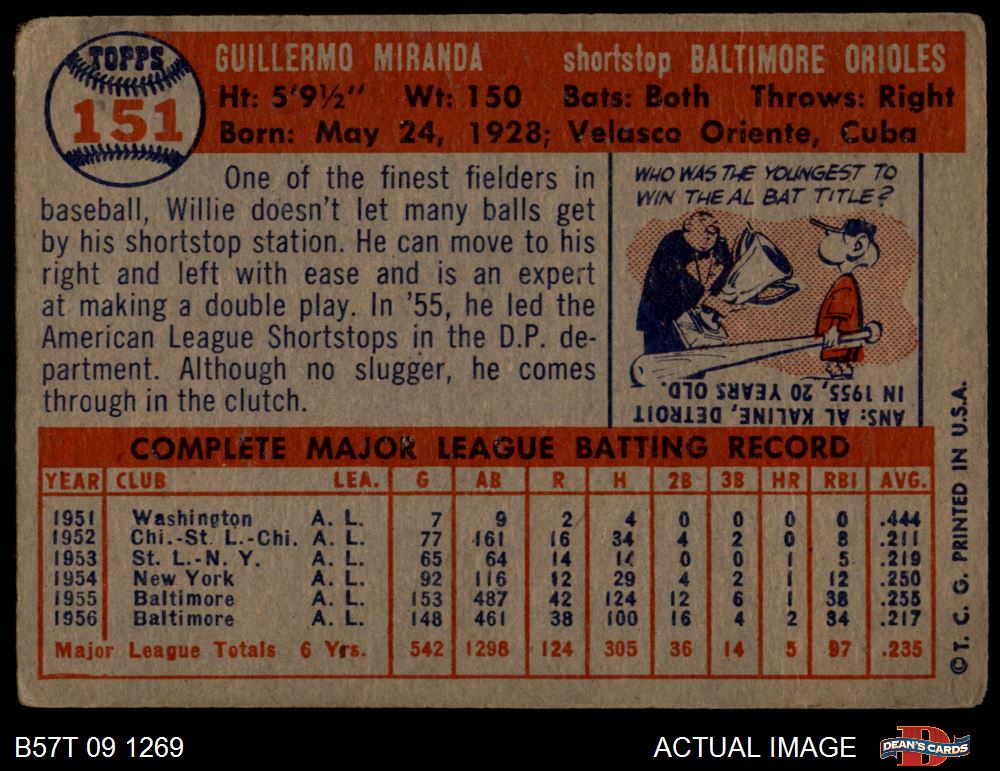 TOPPS
151
GUILLERMO MIRANDA shortstop BALTIMORE ORIOLES
Ht: 5'9½" Wt: 150 Bats: Both Throws: Right
Born: May 24, 1928; Velasco Oriente, Cuba
One of the finest fielders in
baseball, Willie doesn't let many balls get
by his shortstop station. He can move to his
right and left with ease and is an expert
at making a double play. In '55, he led the
American League Shortstops in the D.P. de-
partment. Although no slugger, he comes
through in the clutch.
WHO WAS THE YOUNGEST TO
WIN THE AL BAT TITLE?
ANS: AL KALINE, DETROIT
IN 1955, 20 YEARS OLD.
COMPLETE MAJOR LEAGUE BATTING RECORD
YEAR CLUB LEA. G AB R H 2B 3B HR RBI AVG.
1951 Washington A. L. 7 9 2 4 0 0 0 0 .444
1952 Chi.-St. L.-Chi. A. L. 77 161 16 34 4 2 0 8 .211
1953 St. L.-N. Y. A. L. 65 64 14 14 0 0 1 5 .219
1954 New York A. L. 92 116 12 29 4 2 1 12 .250
1955 Baltimore A. L. 153 487 42 124 12 6 1 38 .255
1956 Baltimore A. L. 148 461 38 100 16 4 2 34 .217
Major League Totals 6 Yrs. 542 1298 124 305 36 14 5 97 .235
© T. C. G. PRINTED IN U.S.A.
B57T 09 1269 ACTUAL IMAGE
DEAN'S CARDS